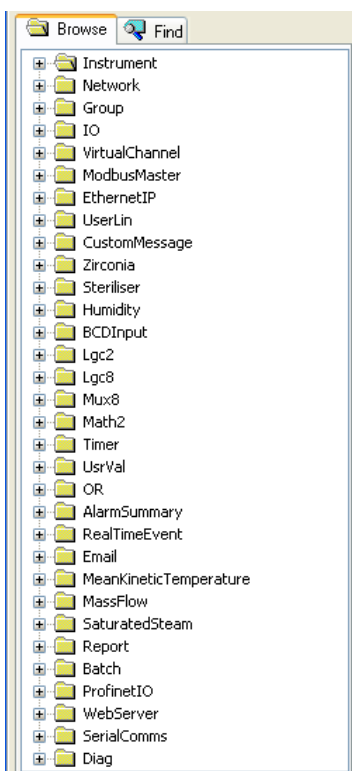 Browse Find
Instrument
Network
Group
IO
VirtualChannel
ModbusMaster
EthernetIP
UserLin
CustomMessage
Zirconia
Steriliser
Humidity
BCDInput
Lgc2
Lgc8
Mux8
Math2
Timer
UsrVal
OR
AlarmSummary
RealTimeEvent
Email
MeanKineticTemperature
MassFlow
SaturatedSteam
Report
Batch
ProfinetIO
WebServer
SerialComms
Diag